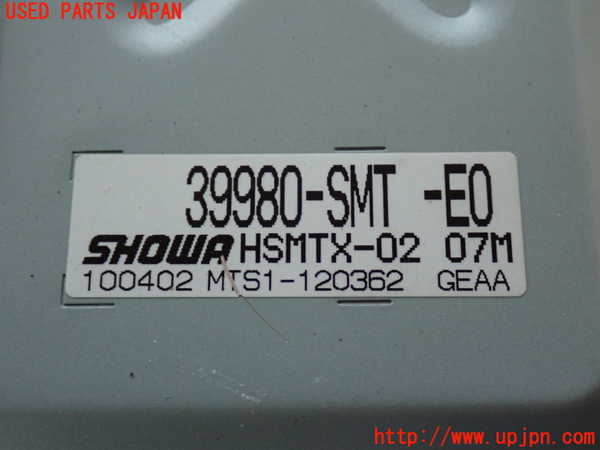 USED PARTS JAPAN
39980-SMT -E0
SHOWA HSMTX-02 07M
100402 MTS1-120362 GEAA
http://www.upjpn.com